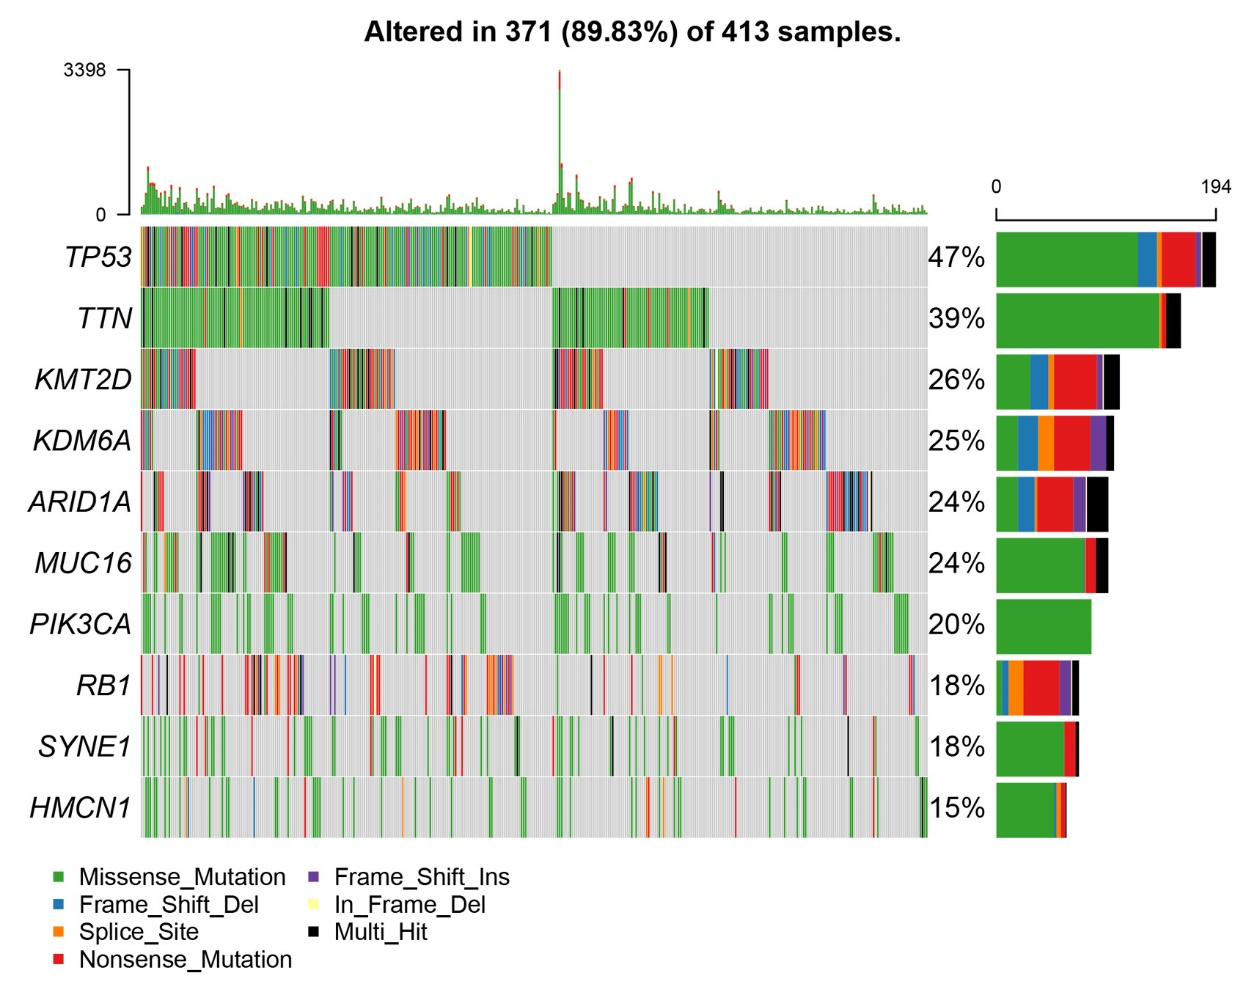 Altered in 371 (89.83%) of 413 samples.
3398
0
0 194
TP53 47%
TTN 39%
KMT2D 26%
KDM6A 25%
ARID1A 24%
MUC16 24%
PIK3CA 20%
RB1 18%
SYNE1 18%
HMCN1 15%
Missense_Mutation Frame_Shift_Ins
Frame_Shift_Del In_Frame_Del
Splice_Site Multi_Hit
Nonsense_Mutation